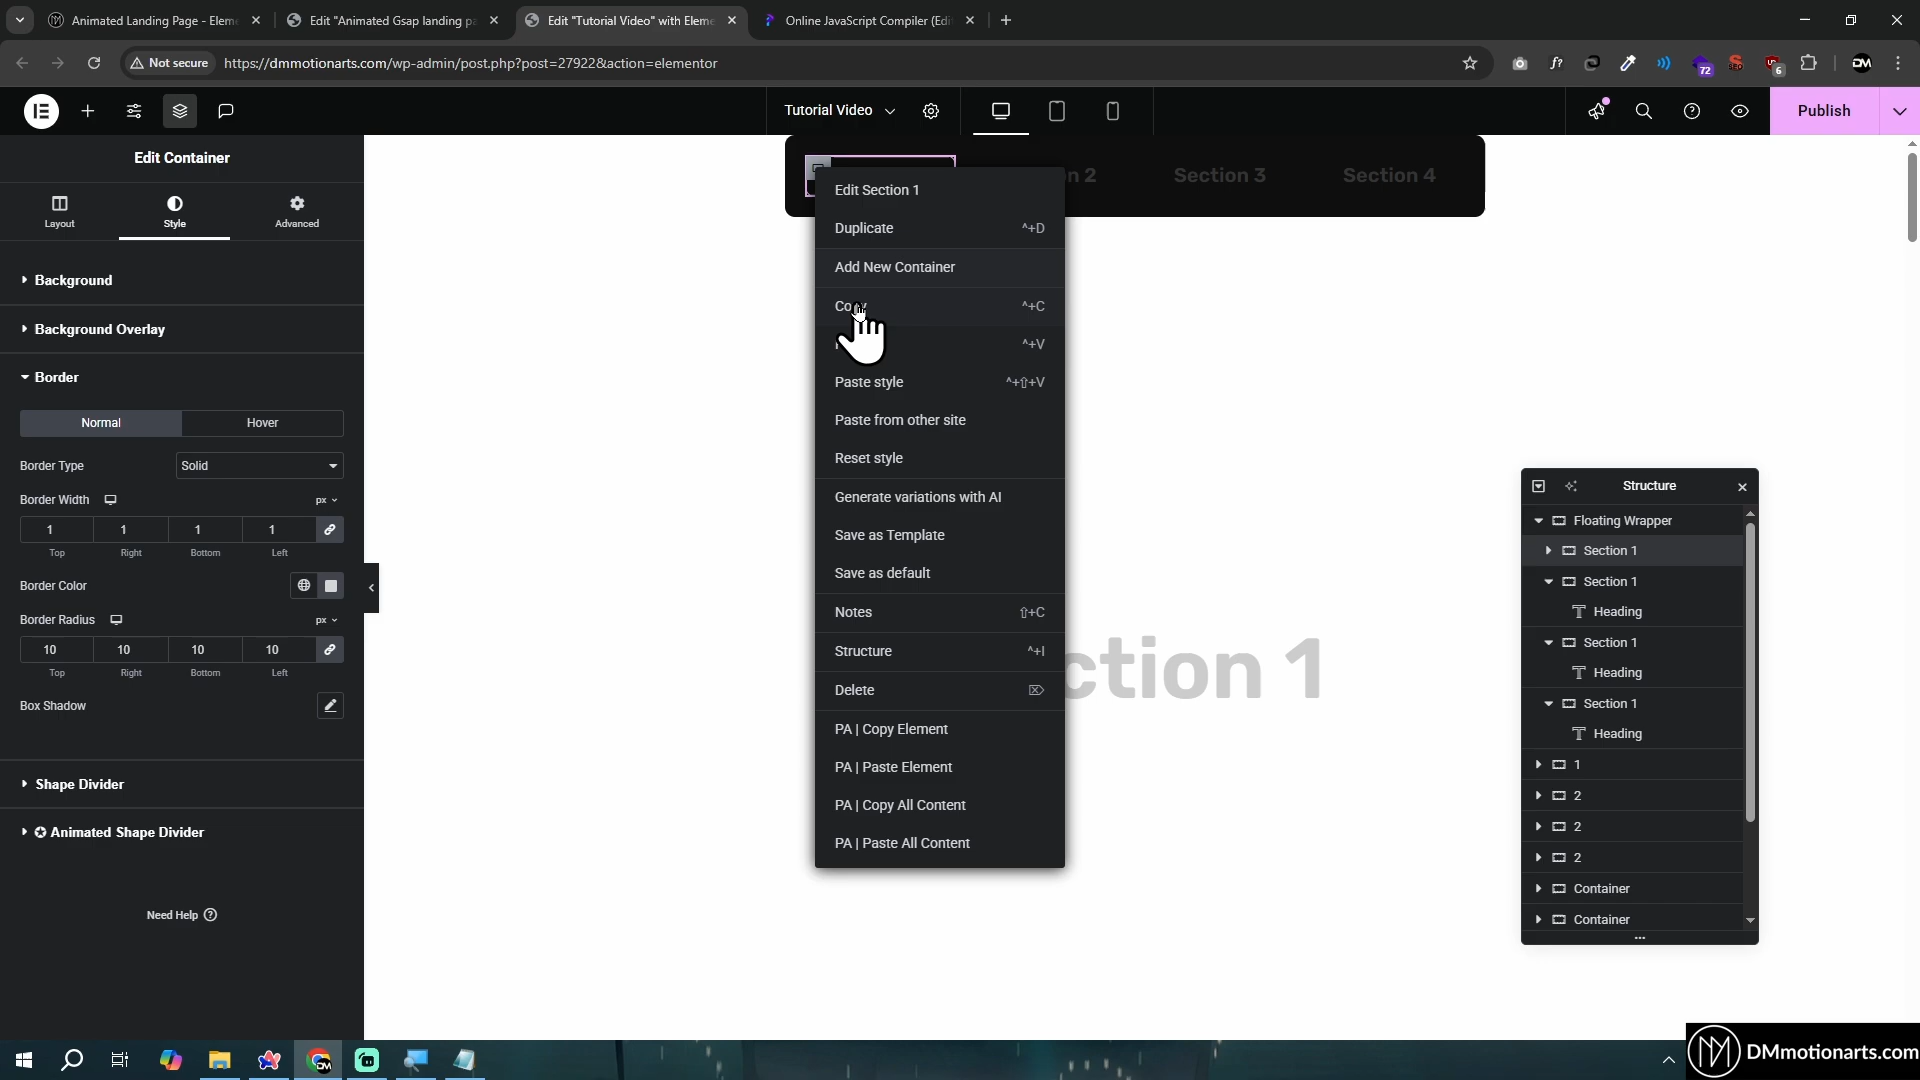 Animated Landing Page - Elem
Edit "Animated Gsap landing pa
Edit "Tutorial Video" with Eleme
Online JavaScript Compiler (Edi
Not secure
https://dmmotionarts.com/wp-admin/post.php?post=27922&action=elementor
f?
72
6
DM
Tutorial Video
Publish
Edit Container
Layout
Style
Advanced
Background
Background Overlay
Border
Normal
Hover
Border Type
Solid
Border Width
px
1 1 1 1
Top Right Bottom Left
Border Color
Border Radius
px
10 10 10 10
Top Right Bottom Left
Box Shadow
Shape Divider
Animated Shape Divider
Need Help
n 2
Section 3
Section 4
Edit Section 1
Duplicate ^+D
Add New Container
Copy ^+C
^+V
Paste style ^+⇧+V
Paste from other site
Reset style
Generate variations with AI
Save as Template
Save as default
Notes ⇧+C
Structure ^+I
Delete ⌦
PA | Copy Element
PA | Paste Element
PA | Copy All Content
PA | Paste All Content
ction 1
Structure
Floating Wrapper
Section 1
Section 1
Heading
Section 1
Heading
Section 1
Heading
1
2
2
2
Container
Container
DMmotionarts.com